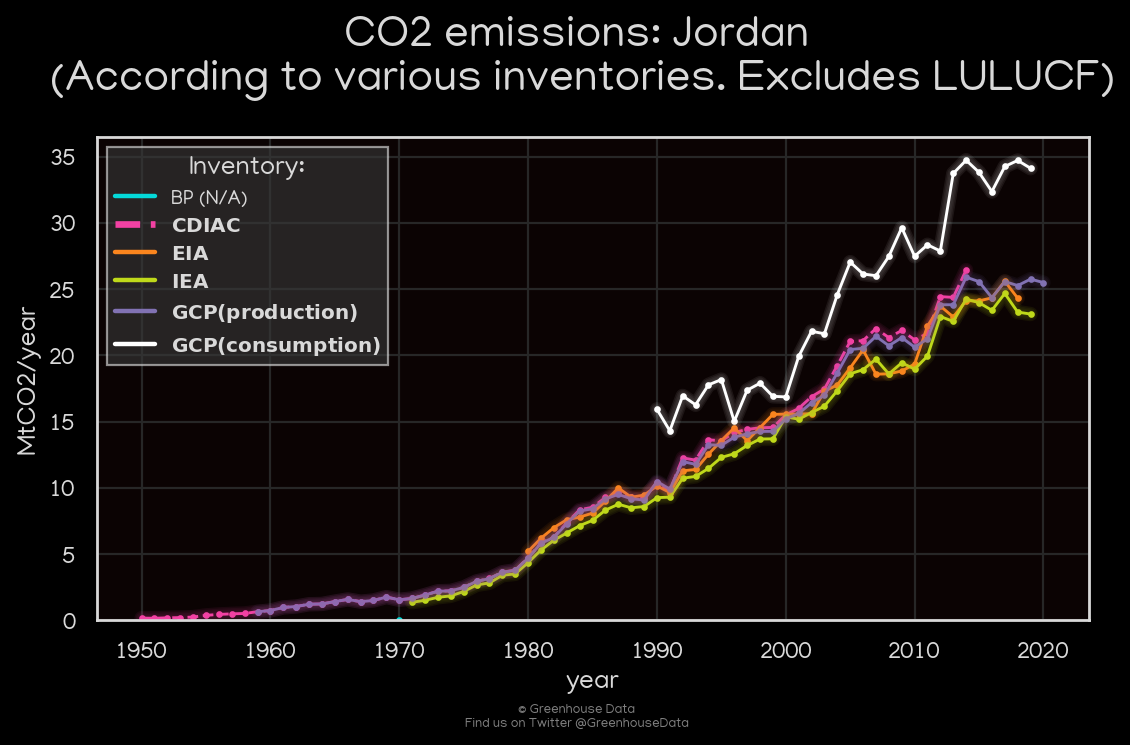 CO2 emissions: Jordan
(According to various inventories. Excludes LULUCF)
Inventory:
BP (N/A)
CDIAC
EIA
IEA
GCP(production)
GCP(consumption)
MtCO2/year
35
30
25
20
15
10
5
0
1950 1960 1970 1980 1990 2000 2010 2020
year
© Greenhouse Data
Find us on Twitter @GreenhouseData